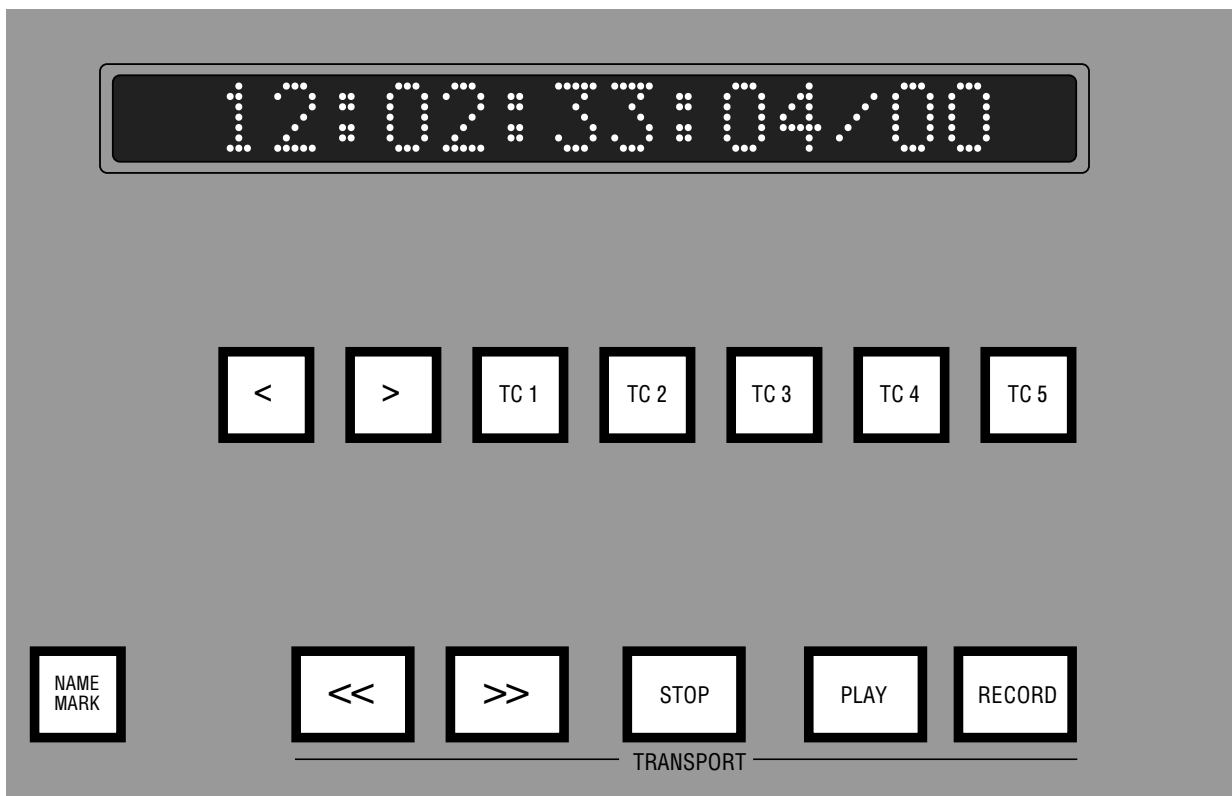 12:02:33:04/00
< > TC 1 TC 2 TC 3 TC 4 TC 5
NAME
MARK
<< >> STOP PLAY RECORD
TRANSPORT